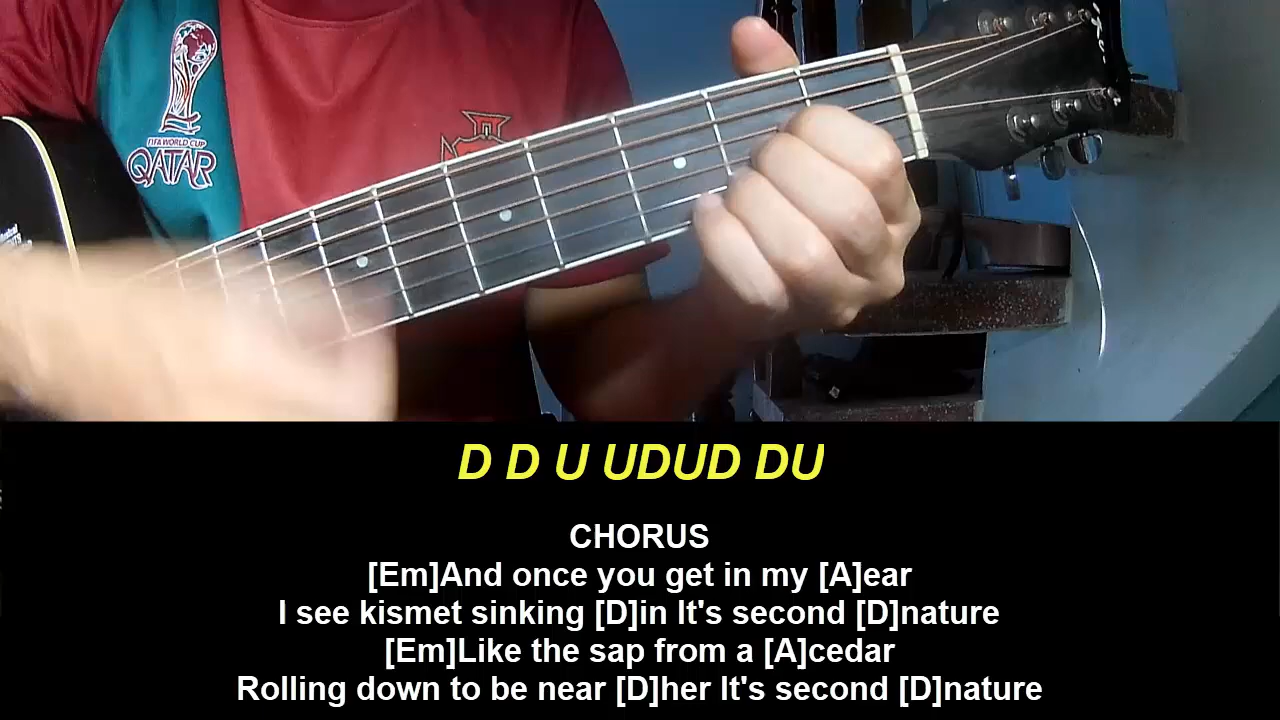 FIFA WORLD CUP
QATAR
D D U UDUD DU
CHORUS
[Em]And once you get in my [A]ear
I see kismet sinking [D]in It's second [D]nature
[Em]Like the sap from a [A]cedar
Rolling down to be near [D]her It's second [D]nature